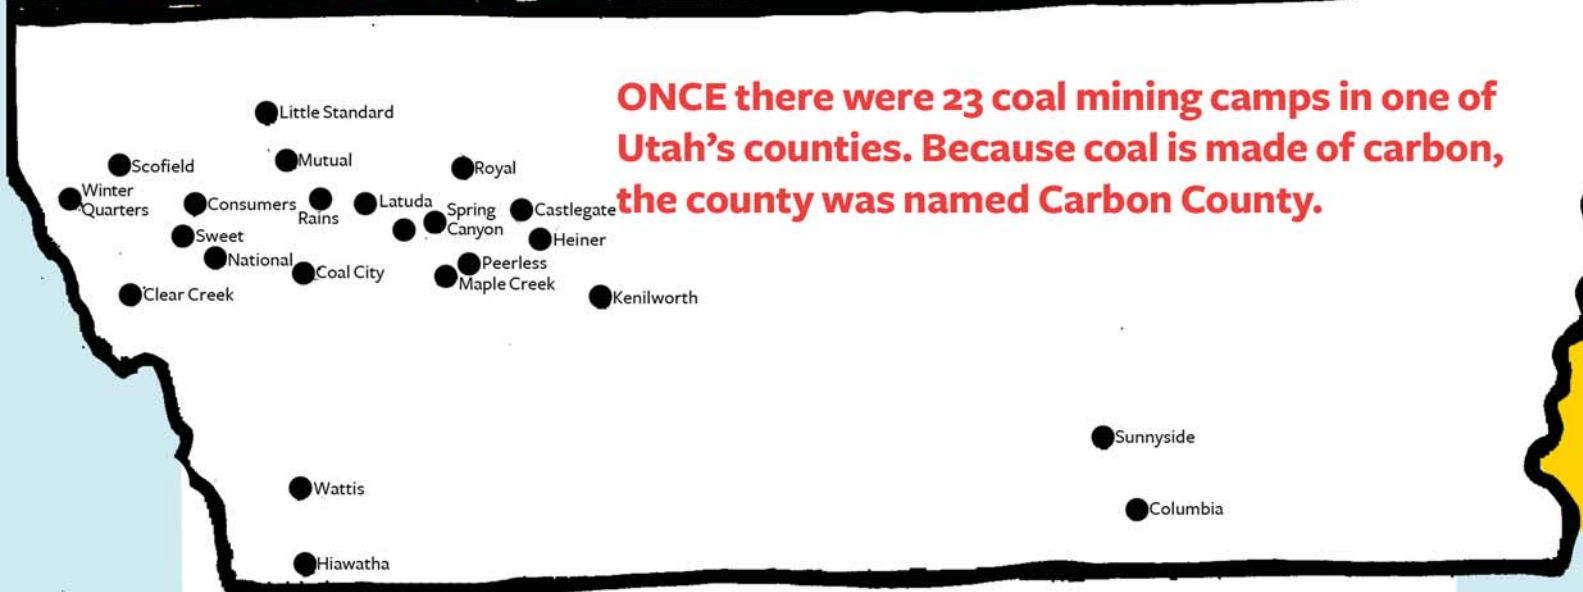 ONCE there were 23 coal mining camps in one of
Utah's counties. Because coal is made of carbon,
the county was named Carbon County.
Little Standard
Scofield
Mutual
Royal
Winter
Quarters
Consumers
Rains
Latuda
Spring
Canyon
Castlegate
Sweet
Heiner
National
Coal City
Peerless
Maple Creek
Clear Creek
Kenilworth
Sunnyside
Wattis
Columbia
Hiawatha